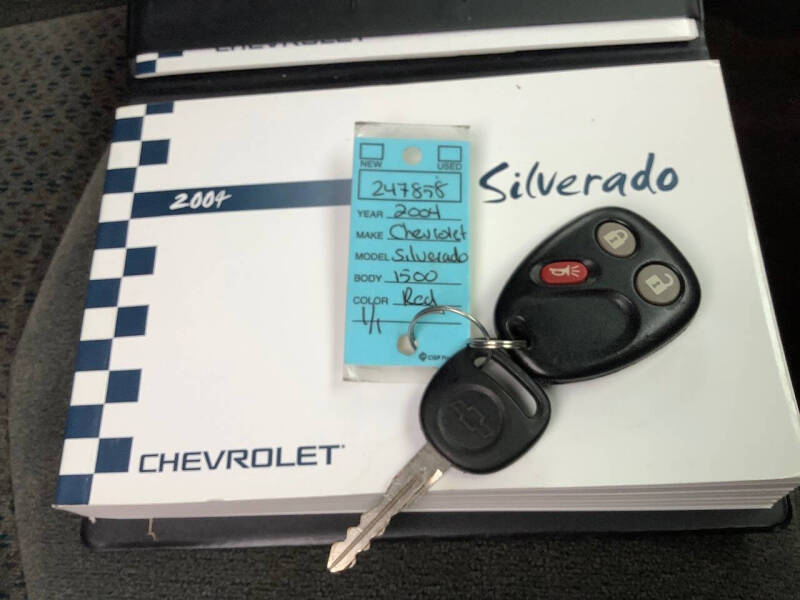 CHEVROLET
2004
Silverado
NEW USED
247858
YEAR 2004
MAKE Chevrolet
MODEL Silverado
BODY 1500
COLOR Red
1/1
CHEVROLET